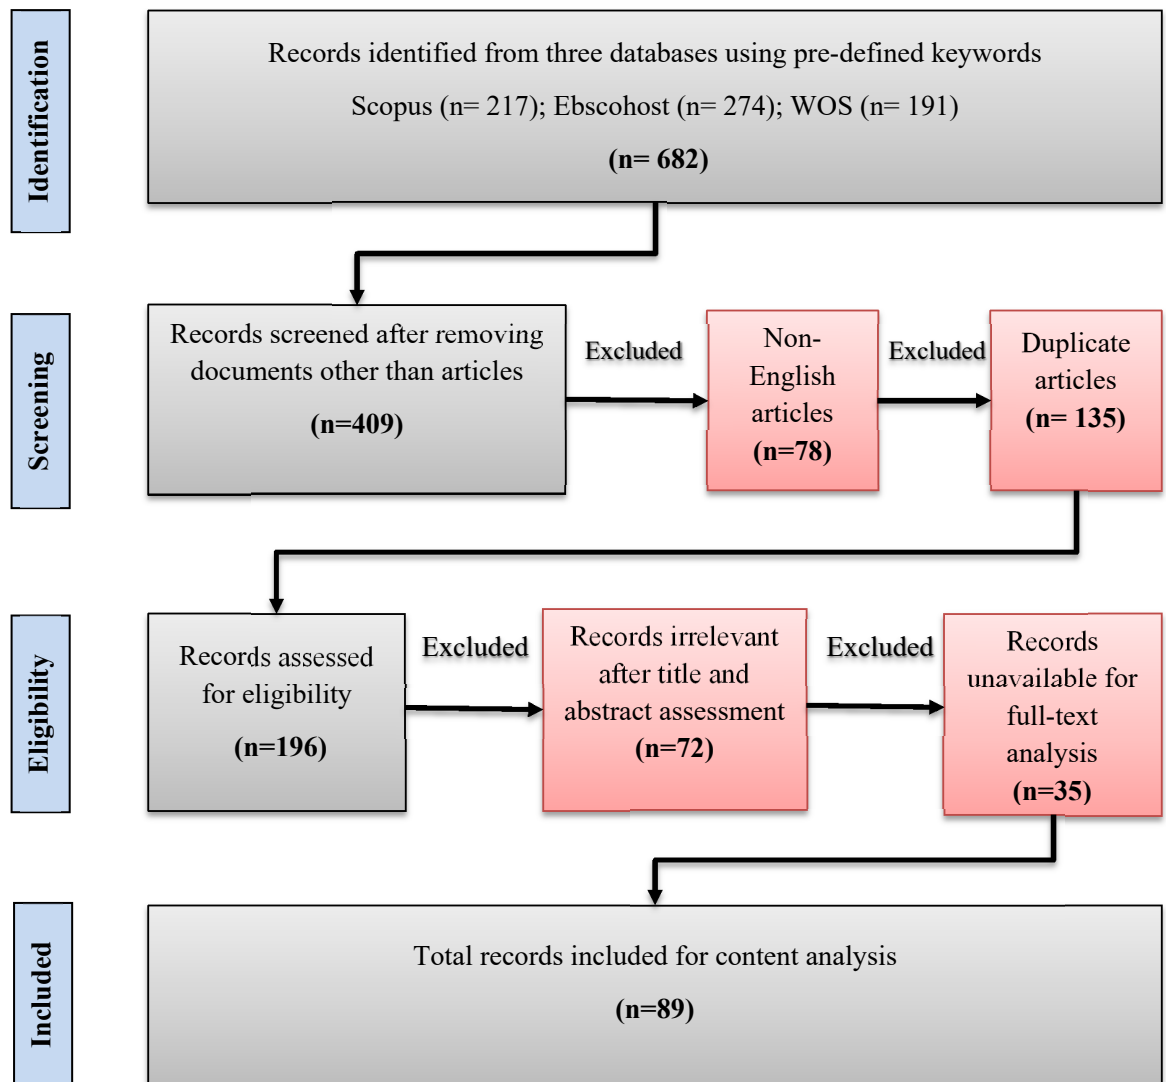 Identification
Records identified from three databases using pre-defined keywords
Scopus (n= 217); Ebscohost (n= 274); WOS (n= 191)
(n= 682)
Screening
Records screened after removing
documents other than articles
(n=409)
Excluded
Non-
English
articles
(n=78)
Excluded
Duplicate
articles
(n= 135)
Eligibility
Records assessed
for eligibility
(n=196)
Excluded
Records irrelevant
after title and
abstract assessment
(n=72)
Excluded
Records
unavailable for
full-text
analysis
(n=35)
Included
Total records included for content analysis
(n=89)